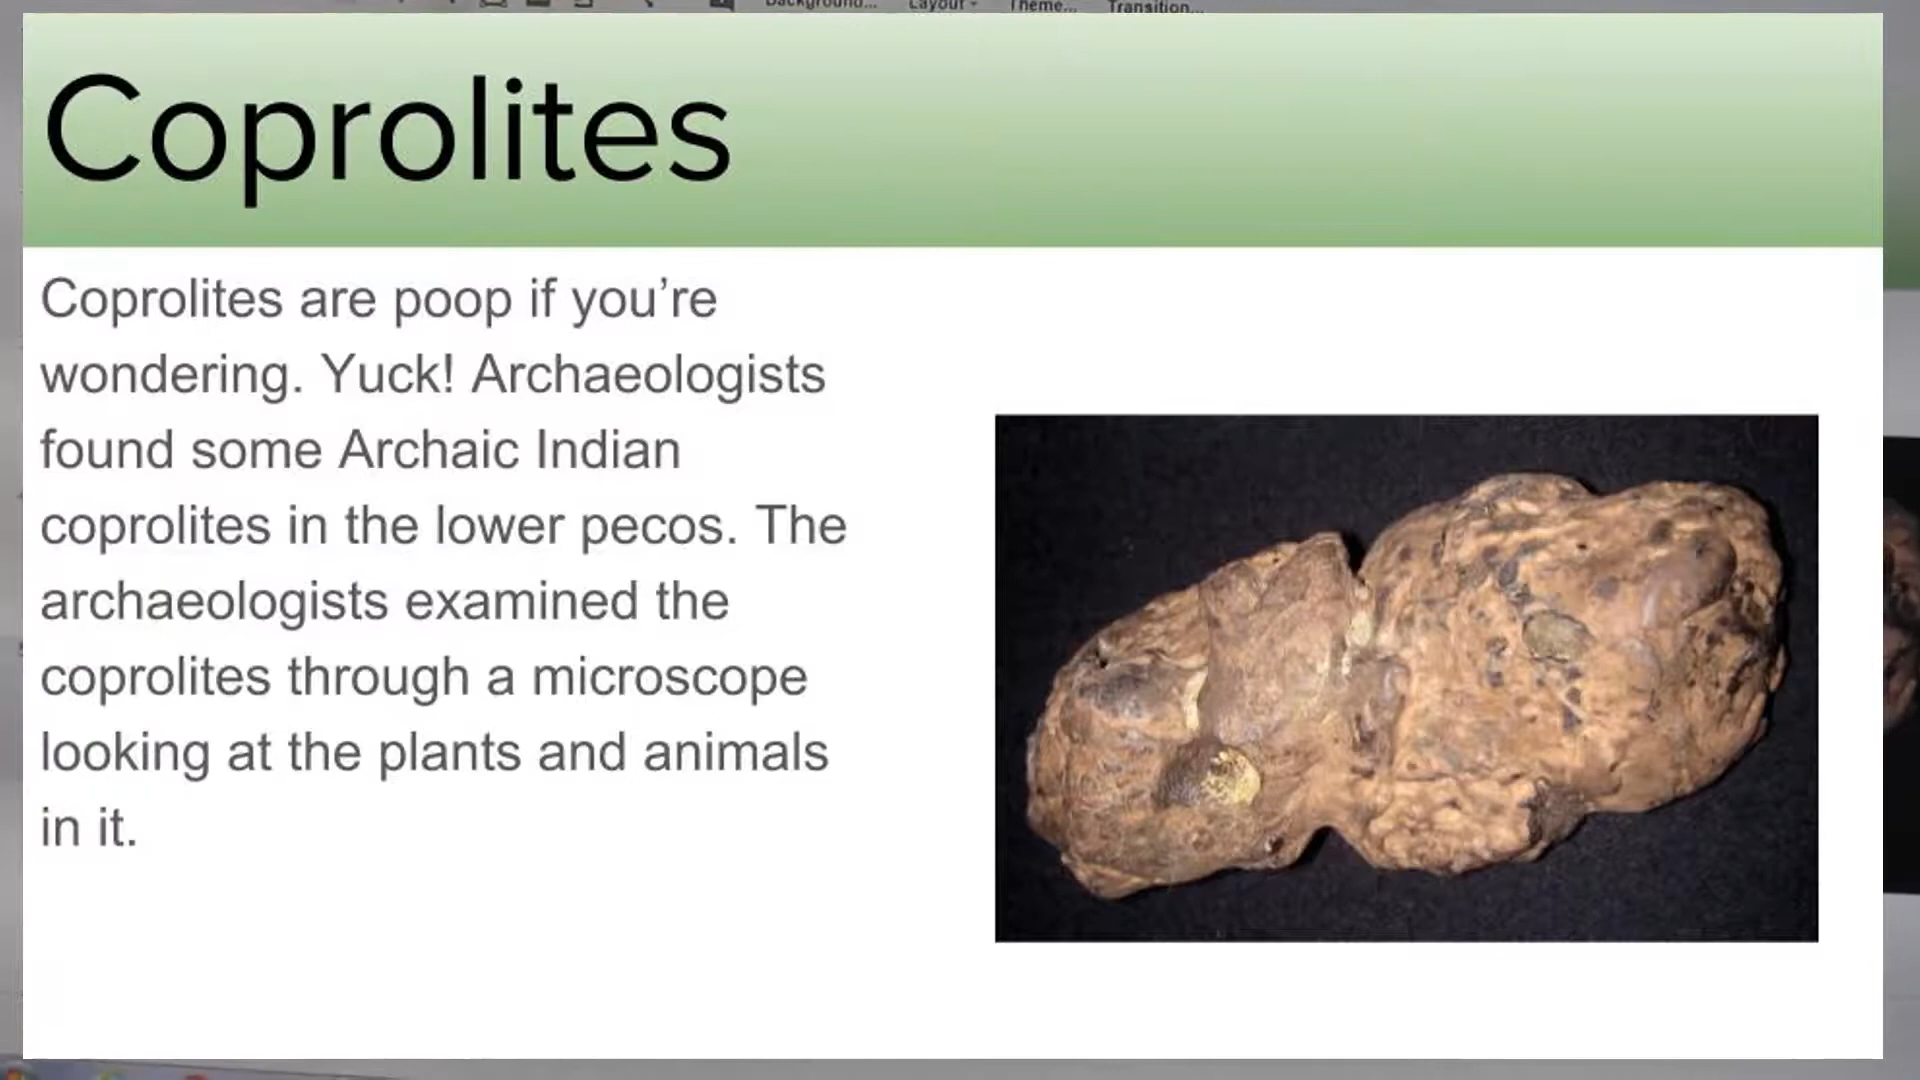 Background... Layout Theme... Transition...
Coprolites
Coprolites are poop if you’re
wondering. Yuck! Archaeologists
found some Archaic Indian
coprolites in the lower pecos. The
archaeologists examined the
coprolites through a microscope
looking at the plants and animals
in it.